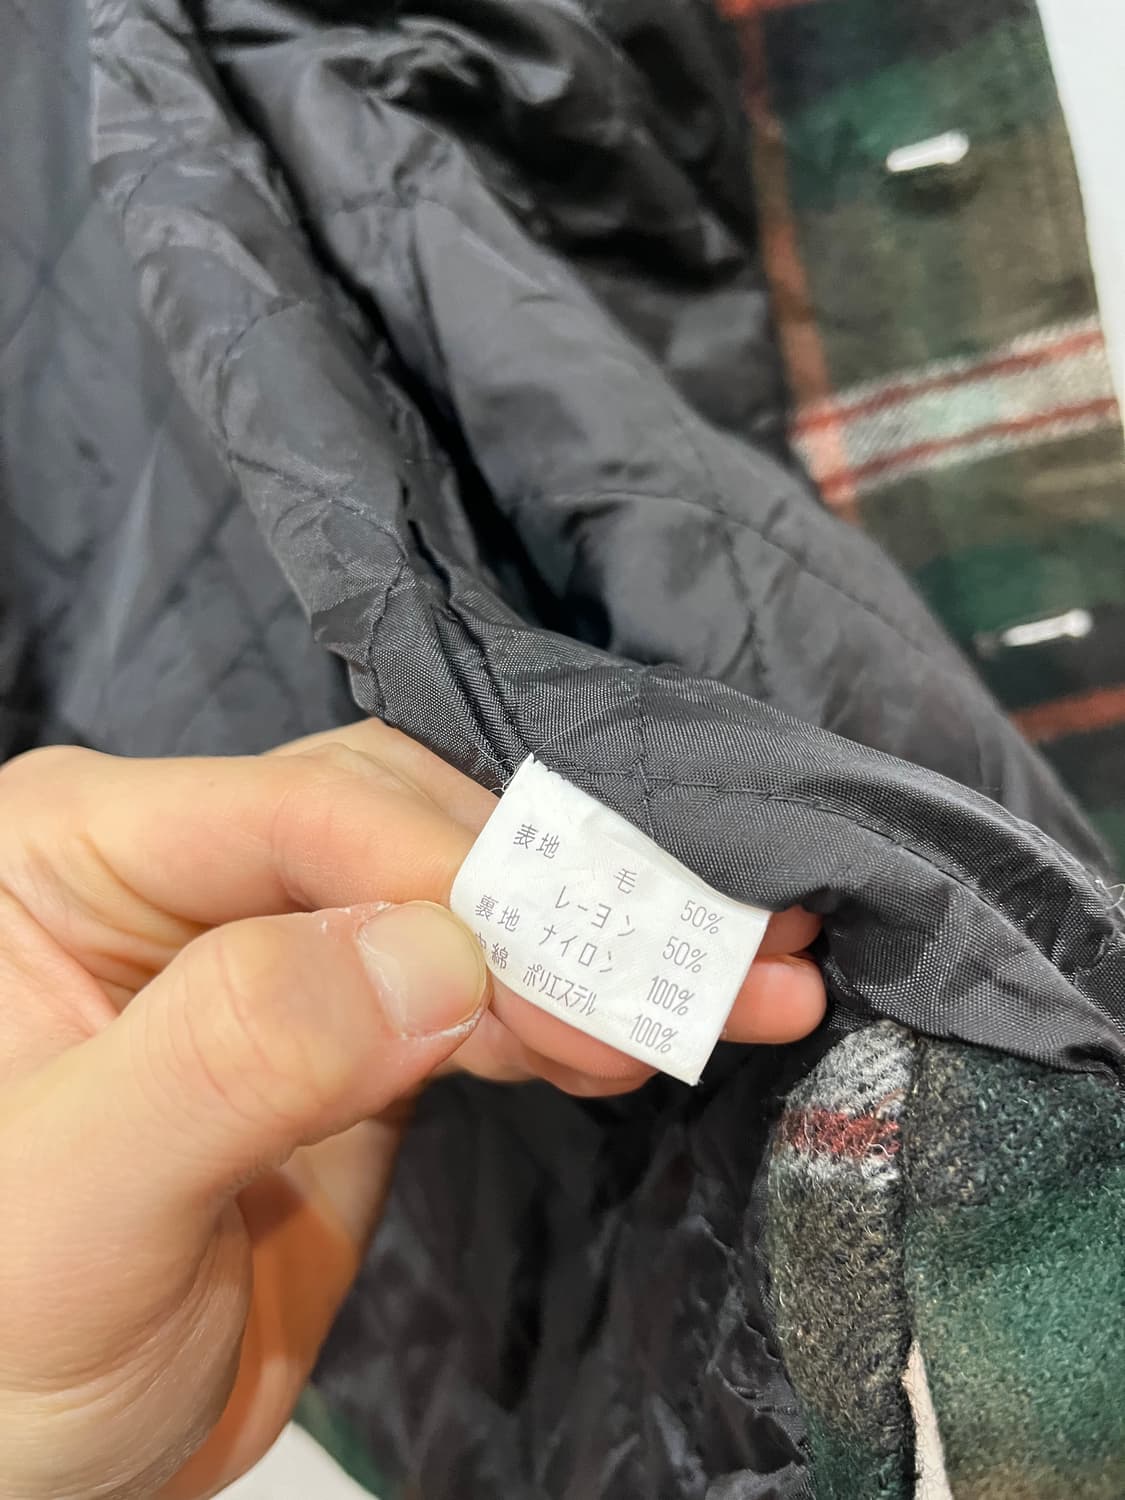 表地
毛 50%
レーヨン 50%
裏地 ナイロン 100%
中綿 ポリエステル 100%